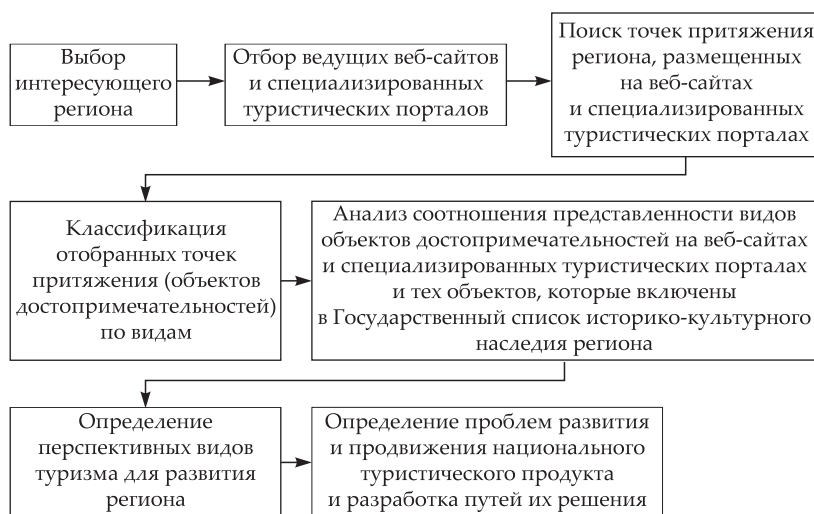 Выбор
интересующего
региона
Отбор ведущих веб-сайтов
и специализированных
туристических порталов
Поиск точек притяжения
региона, размещенных
на веб-сайтах
и специализированных
туристических порталах
Классификация
отобранных точек
притяжения (объектов
достопримечательностей)
по видам
Анализ соотношения представленности видов
объектов достопримечательностей на веб-сайтах
и специализированных туристических порталах
и тех объектов, которые включены
в Государственный список историко-культурного
наследия региона
Определение
перспективных видов
туризма для развития
региона
Определение проблем развития
и продвижения национального
туристического продукта
и разработка путей их решения